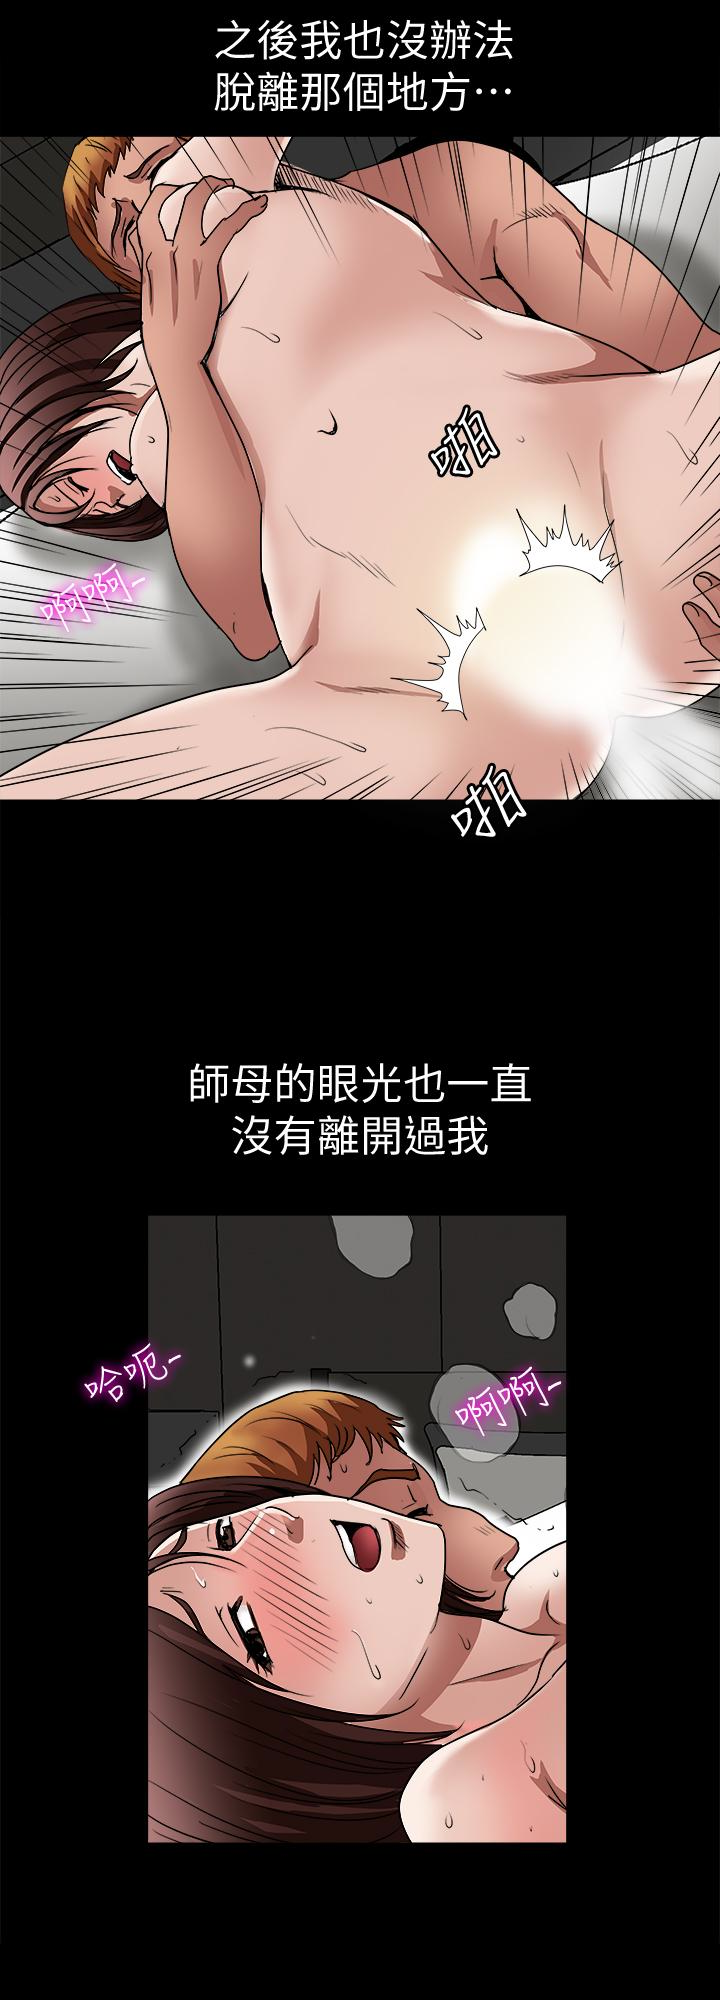 之後我也沒辦法
脫離那個地方…
啪
啊啊~
啪
師母的眼光也一直
沒有離開過我
哈呃~
啊啊~